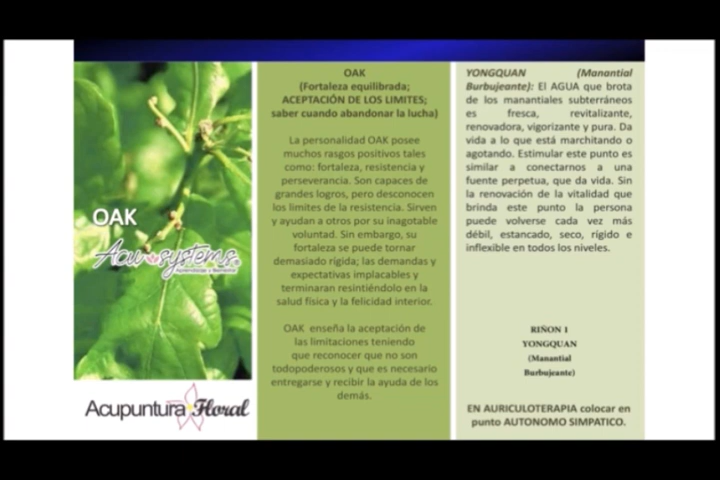 OAK
Acu systems®
Acupuntura Floral
OAK
(Fortaleza equilibrada;
ACEPTACIÓN DE LOS LIMITES;
saber cuando abandonar la lucha)
La personalidad OAK posee
muchos rasgos positivos tales
como: fortaleza, resistencia y
perseverancia. Son capaces de
grandes logros, pero desconocen
los límites de la resistencia. Sirven
y ayudan a otros por su inagotable
voluntad. Sin embargo, su
fortaleza se puede tornar
demasiado rígida; las demandas y
expectativas implacables y
terminaran resintiéndolo en la
salud física y la felicidad interior.
OAK enseña la aceptación de
las limitaciones teniendo
que reconocer que no son
todopoderosos y que es necesario
entregarse y recibir la ayuda de los
demás.
YONGQUAN (Manantial
Burbujeante): El AGUA que brota
de los manantiales subterráneos
es fresca, revitalizante,
renovadora, vigorizante y pura. Da
vida a lo que está marchitando o
agotando. Estimular este punto es
similar a conectarnos a una
fuente perpetua, que da vida. Sin
la renovación de la vitalidad que
brinda este punto la persona
puede volverse cada vez más
débil, estancado, seco, rígido e
inflexible en todos los niveles.
RIÑON 1
YONGQUAN
(Manantial
Burbujeante)
EN AURICULOTERAPIA colocar en
punto AUTONOMO SIMPATICO.